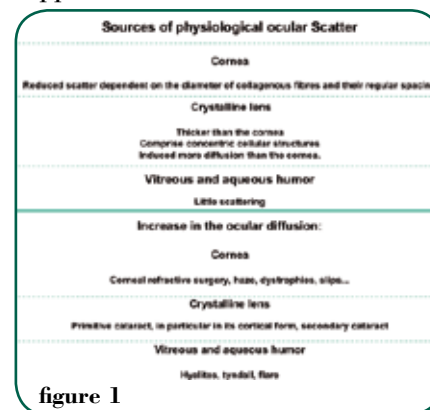 Sources of physiological ocular Scatter
Cornea
Reduced scatter dependent on the diameter of collagenous fibres and their regular spacin
Crystalline lens
Thicker than the cornea
Comprise concentric cellular structures
Induced more diffusion than the cornea.
Vitreous and aqueous humor
Little scattering
Increase in the ocular diffusion:
Cornea
Corneal refractive surgery, haze, dystrophies, slips...
Crystalline lens
Primitive cataract, in particular in its cortical form, secondary cataract
Vitreous and aqueous humor
Hyalites, tyndall, flare
figure 1